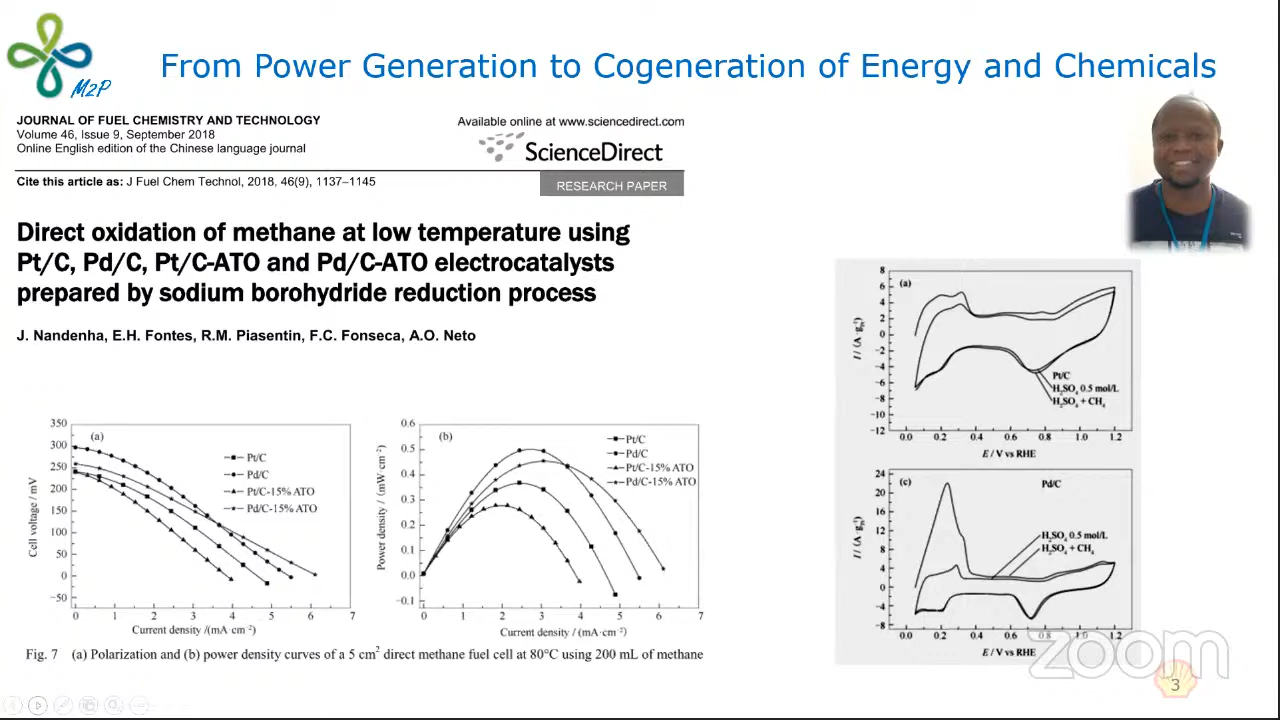 From Power Generation to Cogeneration of Energy and Chemicals
M2P
JOURNAL OF FUEL CHEMISTRY AND TECHNOLOGY
Volume 46, Issue 9, September 2018
Online English edition of the Chinese language journal
Available online at www.sciencedirect.com
ScienceDirect
Cite this article as: J Fuel Chem Technol, 2018, 46(9), 1137–1145
RESEARCH PAPER
Direct oxidation of methane at low temperature using
Pt/C, Pd/C, Pt/C-ATO and Pd/C-ATO electrocatalysts
prepared by sodium borohydride reduction process
J. Nandenha, E.H. Fontes, R.M. Piasentin, F.C. Fonseca, A.O. Neto
350
300
250
200
150
100
50
0
−50
Cell voltage / mV
(a)
Pt/C
Pd/C
Pt/C-15% ATO
Pd/C-15% ATO
0 1 2 3 4 5 6 7
Current density /(mA·cm⁻²)
0.6
0.5
0.4
0.3
0.2
0.1
0.0
−0.1
Power density / (mW·cm⁻²)
(b)
Pt/C
Pd/C
Pt/C-15% ATO
Pd/C-15% ATO
0 1 2 3 4 5 6 7
Current density / (mA·cm⁻²)
Fig. 7 (a) Polarization and (b) power density curves of a 5 cm² direct methane fuel cell at 80°C using 200 mL of methane
8
6
4
2
0
−2
−4
−6
−8
−10
−12
I / (A·g⁻¹Pt)
(a)
Pt/C
H₂SO₄ 0.5 mol/L
H₂SO₄ + CH₄
0.0 0.2 0.4 0.6 0.8 1.0 1.2
E / V vs RHE
24
20
16
12
8
4
0
−4
−8
(c)
Pd/C
H₂SO₄ 0.5 mol/L
H₂SO₄ + CH₄
0.0 0.2 0.4 0.6 0.8 1.0 1.2
E / V vs RHE
zoom
3